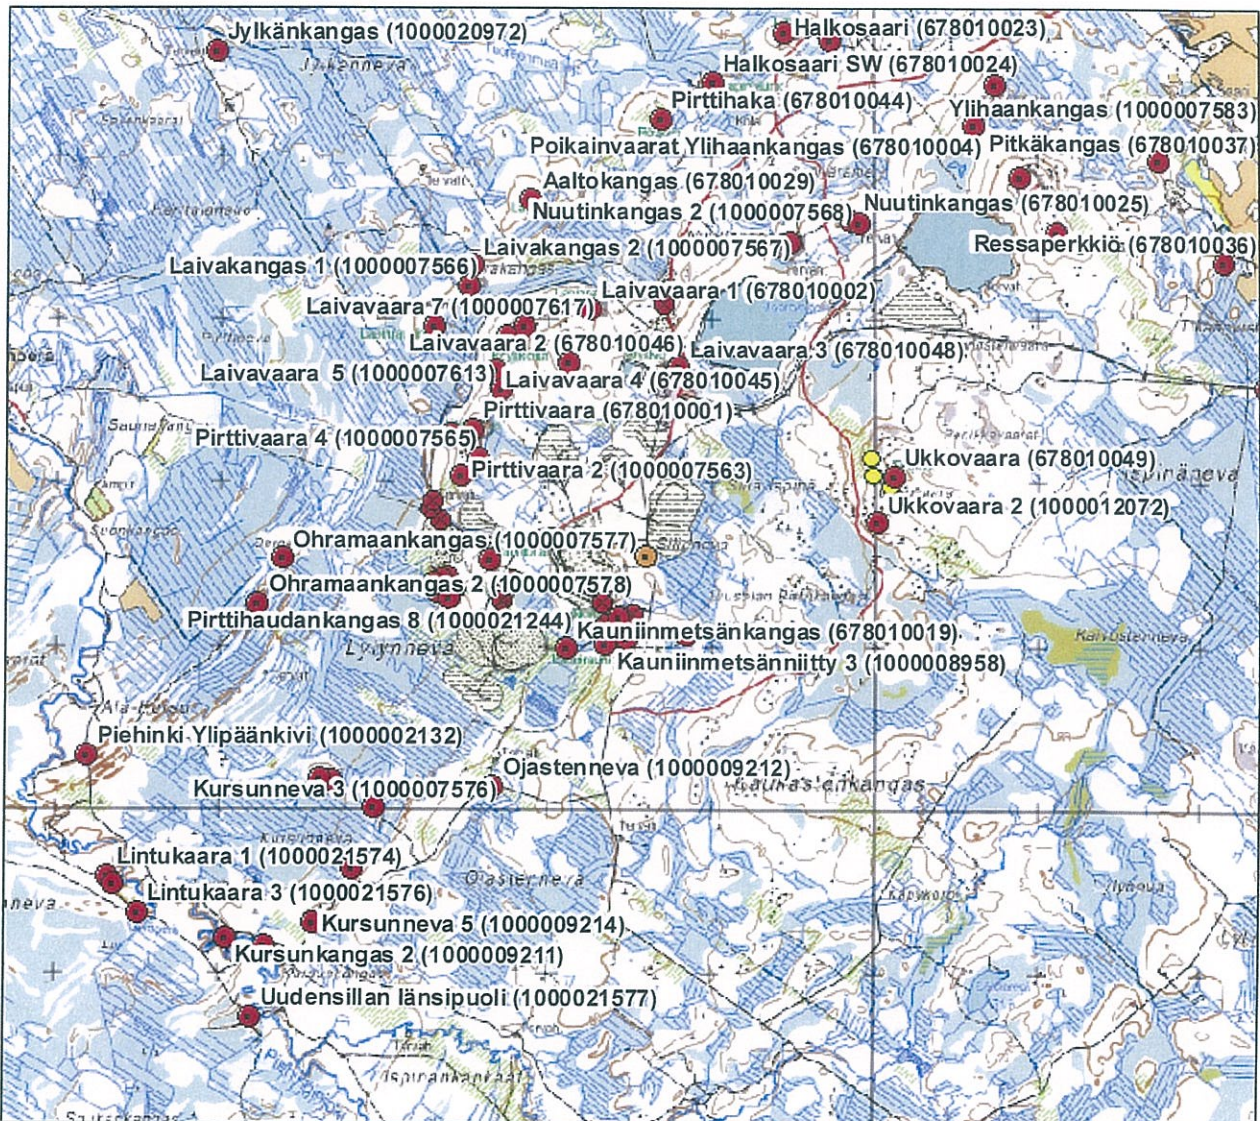 Jylkänkangas (1000020972)
Halkosaari (678010023)
Halkosaari SW (678010024)
Pirttihaka (678010044)
Ylihaankangas (1000007583)
Poikainvaarat Ylihaankangas (678010004)
Pitkäkangas (678010037)
Aaltokangas (678010029)
Nuutinkangas 2 (1000007568)
Nuutinkangas (678010025)
Laivakangas 2 (1000007567)
Ressaperkkiö (678010036)
Laivakangas 1 (1000007566)
Laivavaara 1 (678010002)
Laivavaara 7 (1000007617)
Laivavaara 2 (678010046)
Laivavaara 3 (678010048)
Laivavaara 5 (1000007613)
Laivavaara 4 (678010045)
Pirttivaara (678010001)
Pirttivaara 4 (1000007565)
Ukkovaara (678010049)
Pirttivaara 2 (1000007563)
Ukkovaara 2 (1000012072)
Ohramaankangas (1000007577)
Ohramaankangas 2 (1000007578)
Pirttihaudankangas 8 (1000021244)
Kauniinmetsänkangas (678010019)
Lylynneva
Kauniinmetsänniitty 3 (1000008958)
Kaivostenneva
Piehinki Ylipäänkivi (1000002132)
Ojastenneva (1000009212)
Kursunneva 3 (1000007576)
Kursunneva
Lintukaara 1 (1000021574)
Ojastenneva
Lintukaara 3 (1000021576)
Kursunneva 5 (1000009214)
Kursunkangas 2 (1000009211)
Uudensillan länsipuoli (1000021577)